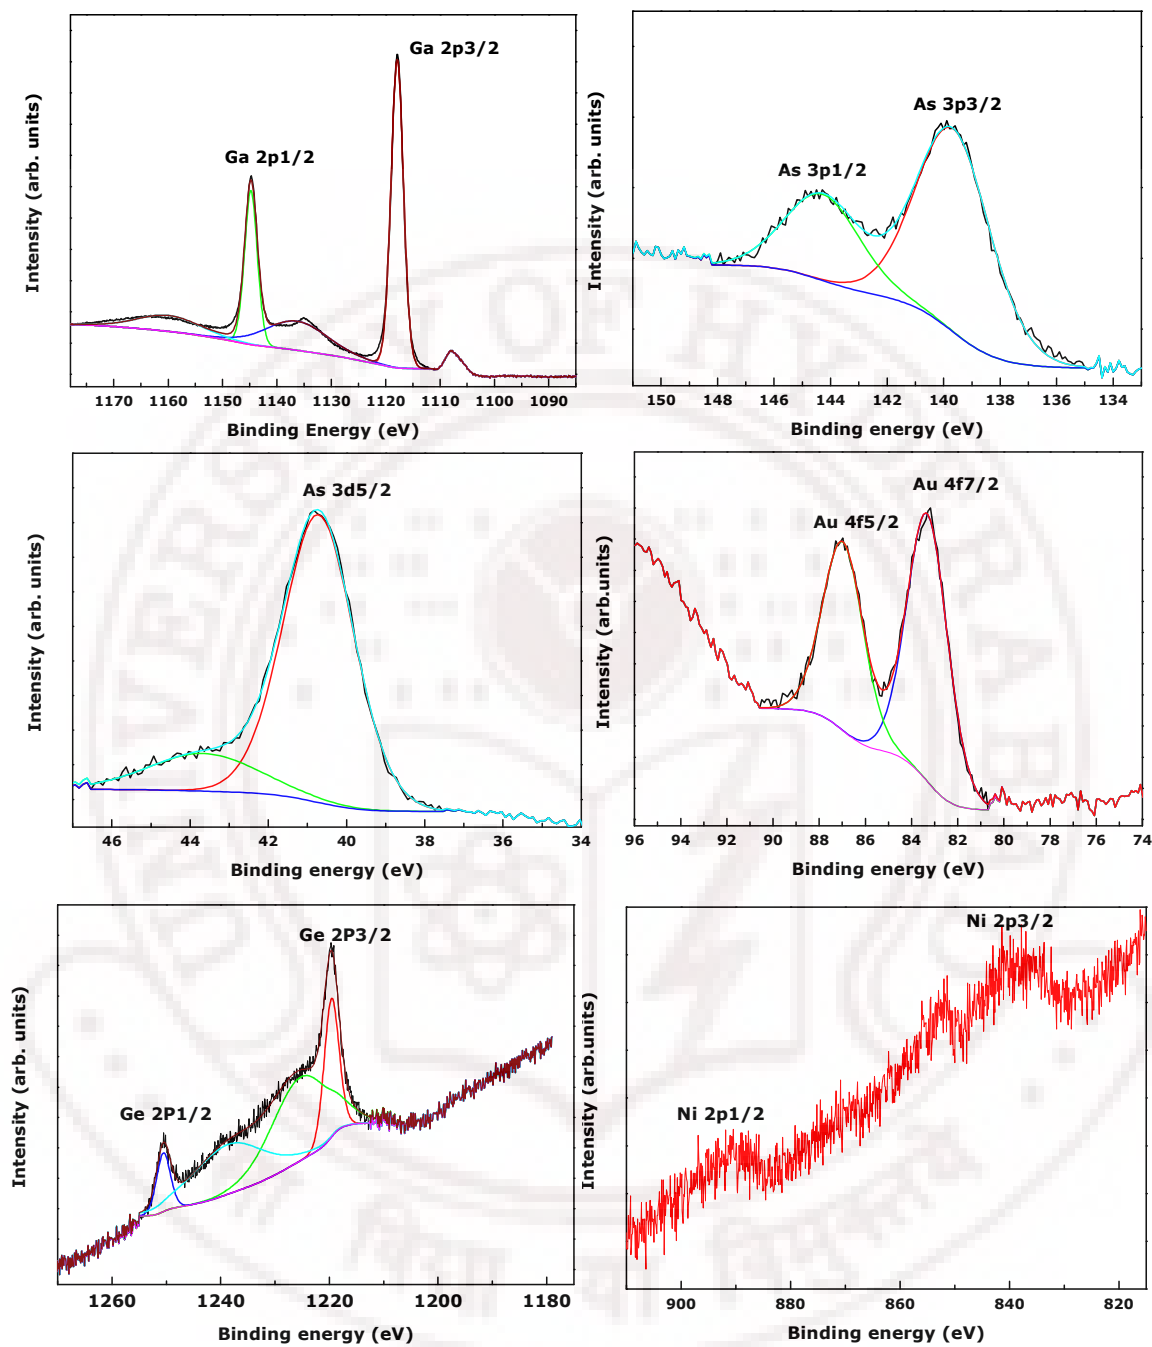 Ga 2p3/2
Ga 2p1/2
Intensity (arb. units)
1170 1160 1150 1140 1130 1120 1110 1100 1090
Binding Energy (eV)
As 3p3/2
As 3p1/2
Intensity (arb. units)
150 148 146 144 142 140 138 136 134
Binding energy (eV)
As 3d5/2
Intensity (arb. units)
46 44 42 40 38 36 34
Binding energy (eV)
Au 4f7/2
Au 4f5/2
Intensity (arb.units)
96 94 92 90 88 86 84 82 80 78 76 74
Binding energy (eV)
Ge 2P3/2
Ge 2P1/2
Intensity (arb. units)
1260 1240 1220 1200 1180
Binding energy (eV)
Ni 2p3/2
Ni 2p1/2
Intensity (arb.units)
900 880 860 840 820
Binding energy (eV)